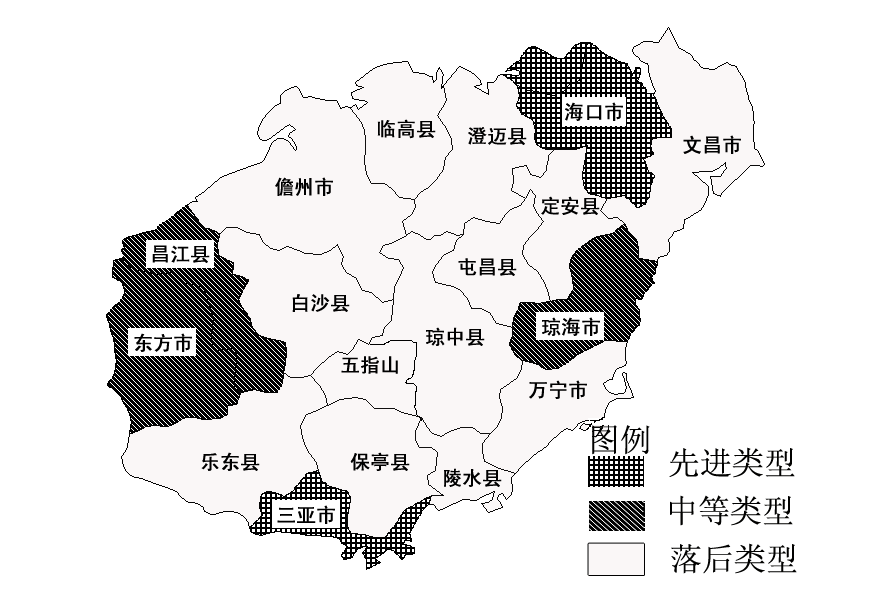 海口市
临高县
澄迈县
文昌市
儋州市
定安县
昌江县
屯昌县
白沙县
琼海市
琼中县
东方市
五指山
万宁市
图例
乐东县
保亭县
先进类型
陵水县
三亚市
中等类型
落后类型